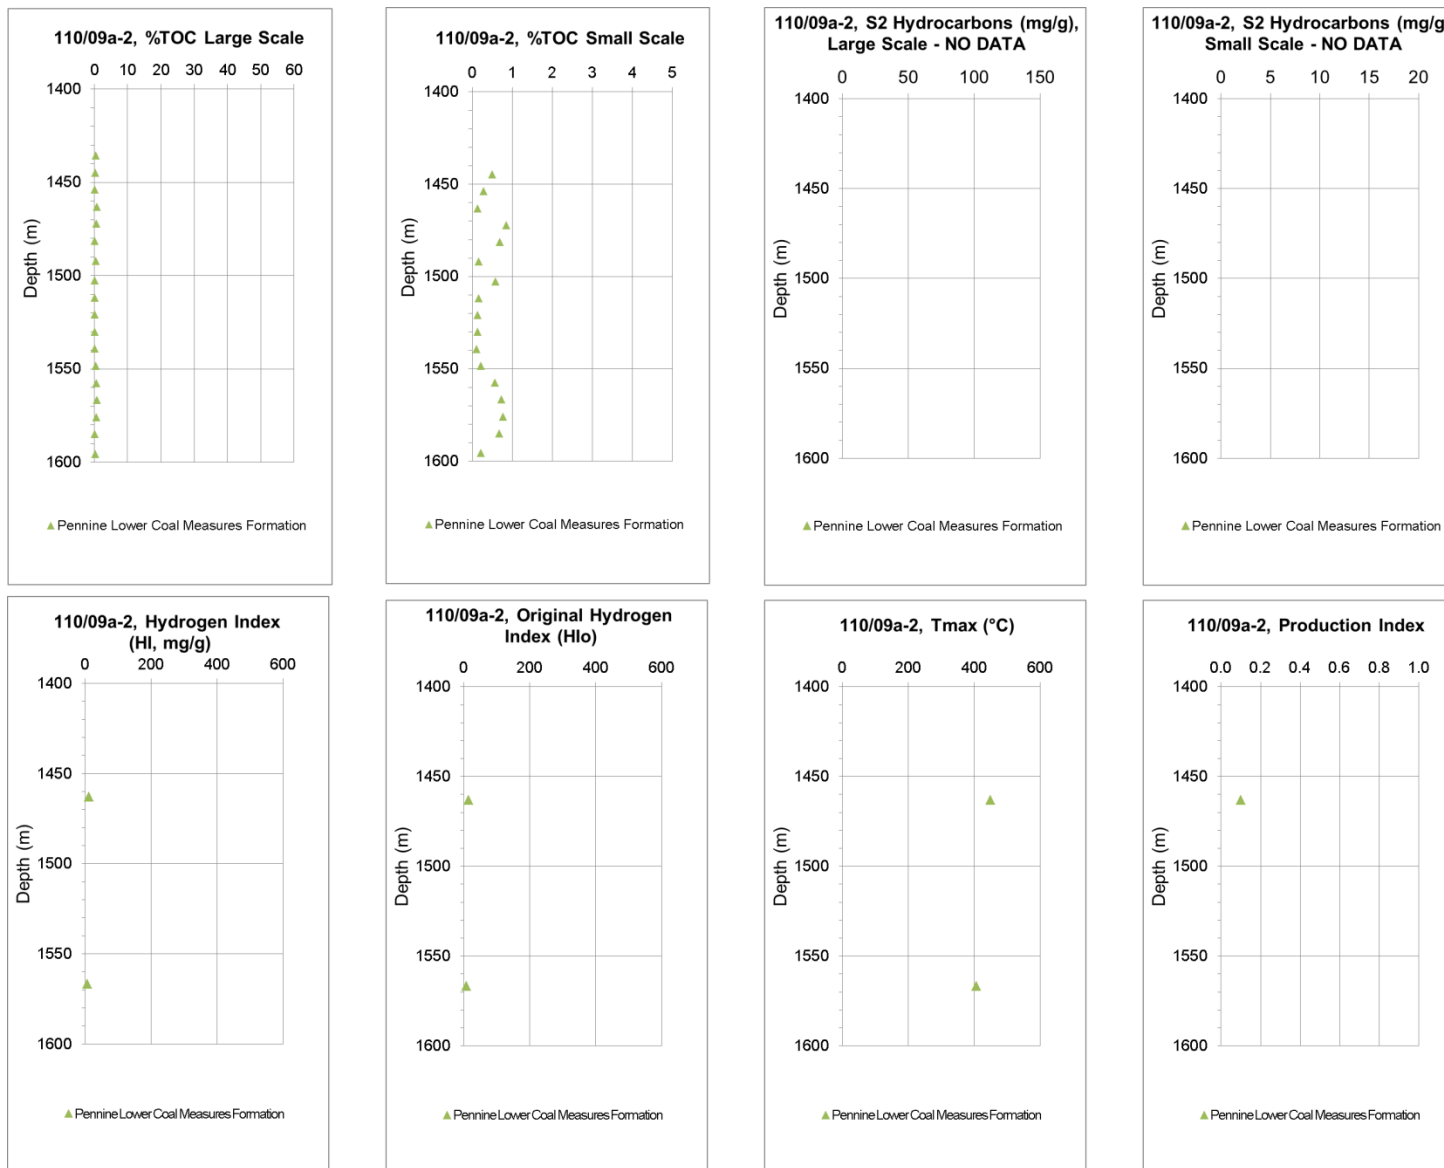 110/09a-2, %TOC Large Scale
0 10 20 30 40 50 60
1400
1450
1500
1550
1600
Depth (m)
Pennine Lower Coal Measures Formation
110/09a-2, %TOC Small Scale
0 1 2 3 4 5
1400
1450
1500
1550
1600
Depth (m)
Pennine Lower Coal Measures Formation
110/09a-2, S2 Hydrocarbons (mg/g),
Large Scale - NO DATA
0 50 100 150
1400
1450
1500
1550
1600
Depth (m)
Pennine Lower Coal Measures Formation
110/09a-2, S2 Hydrocarbons (mg/g
Small Scale - NO DATA
0 5 10 15 20
1400
1450
1500
1550
1600
Depth (m)
Pennine Lower Coal Measures Formation
110/09a-2, Hydrogen Index
(HI, mg/g)
0 200 400 600
1400
1450
1500
1550
1600
Depth (m)
Pennine Lower Coal Measures Formation
110/09a-2, Original Hydrogen
Index (HIo)
0 200 400 600
1400
1450
1500
1550
1600
Depth (m)
Pennine Lower Coal Measures Formation
110/09a-2, Tmax (°C)
0 200 400 600
1400
1450
1500
1550
1600
Depth (m)
Pennine Lower Coal Measures Formation
110/09a-2, Production Index
0.0 0.2 0.4 0.6 0.8 1.0
1400
1450
1500
1550
1600
Depth (m)
Pennine Lower Coal Measures Formation